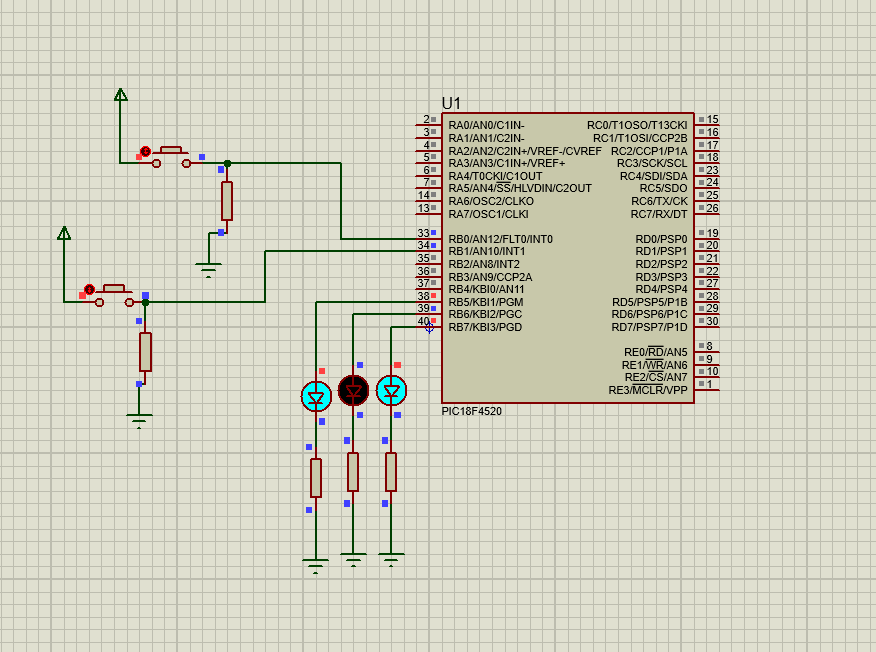 U1
2 RA0/AN0/C1IN- RC0/T1OSO/T13CKI 15
3 RA1/AN1/C2IN- RC1/T1OSI/CCP2B 16
4 RA2/AN2/C2IN+/VREF-/CVREF RC2/CCP1/P1A 17
5 RA3/AN3/C1IN+/VREF+ RC3/SCK/SCL 18
6 RA4/T0CKI/C1OUT RC4/SDI/SDA 23
7 RA5/AN4/SS/HLVDIN/C2OUT RC5/SDO 24
14 RA6/OSC2/CLKO RC6/TX/CK 25
13 RA7/OSC1/CLKI RC7/RX/DT 26
33 RB0/AN12/FLT0/INT0 RD0/PSP0 19
34 RB1/AN10/INT1 RD1/PSP1 20
35 RB2/AN8/INT2 RD2/PSP2 21
36 RB3/AN9/CCP2A RD3/PSP3 22
37 RB4/KBI0/AN11 RD4/PSP4 27
38 RB5/KBI1/PGM RD5/PSP5/P1B 28
39 RB6/KBI2/PGC RD6/PSP6/P1C 29
40 RB7/KBI3/PGD RD7/PSP7/P1D 30
RE0/RD/AN5 8
RE1/WR/AN6 9
RE2/CS/AN7 10
RE3/MCLR/VPP 1
PIC18F4520